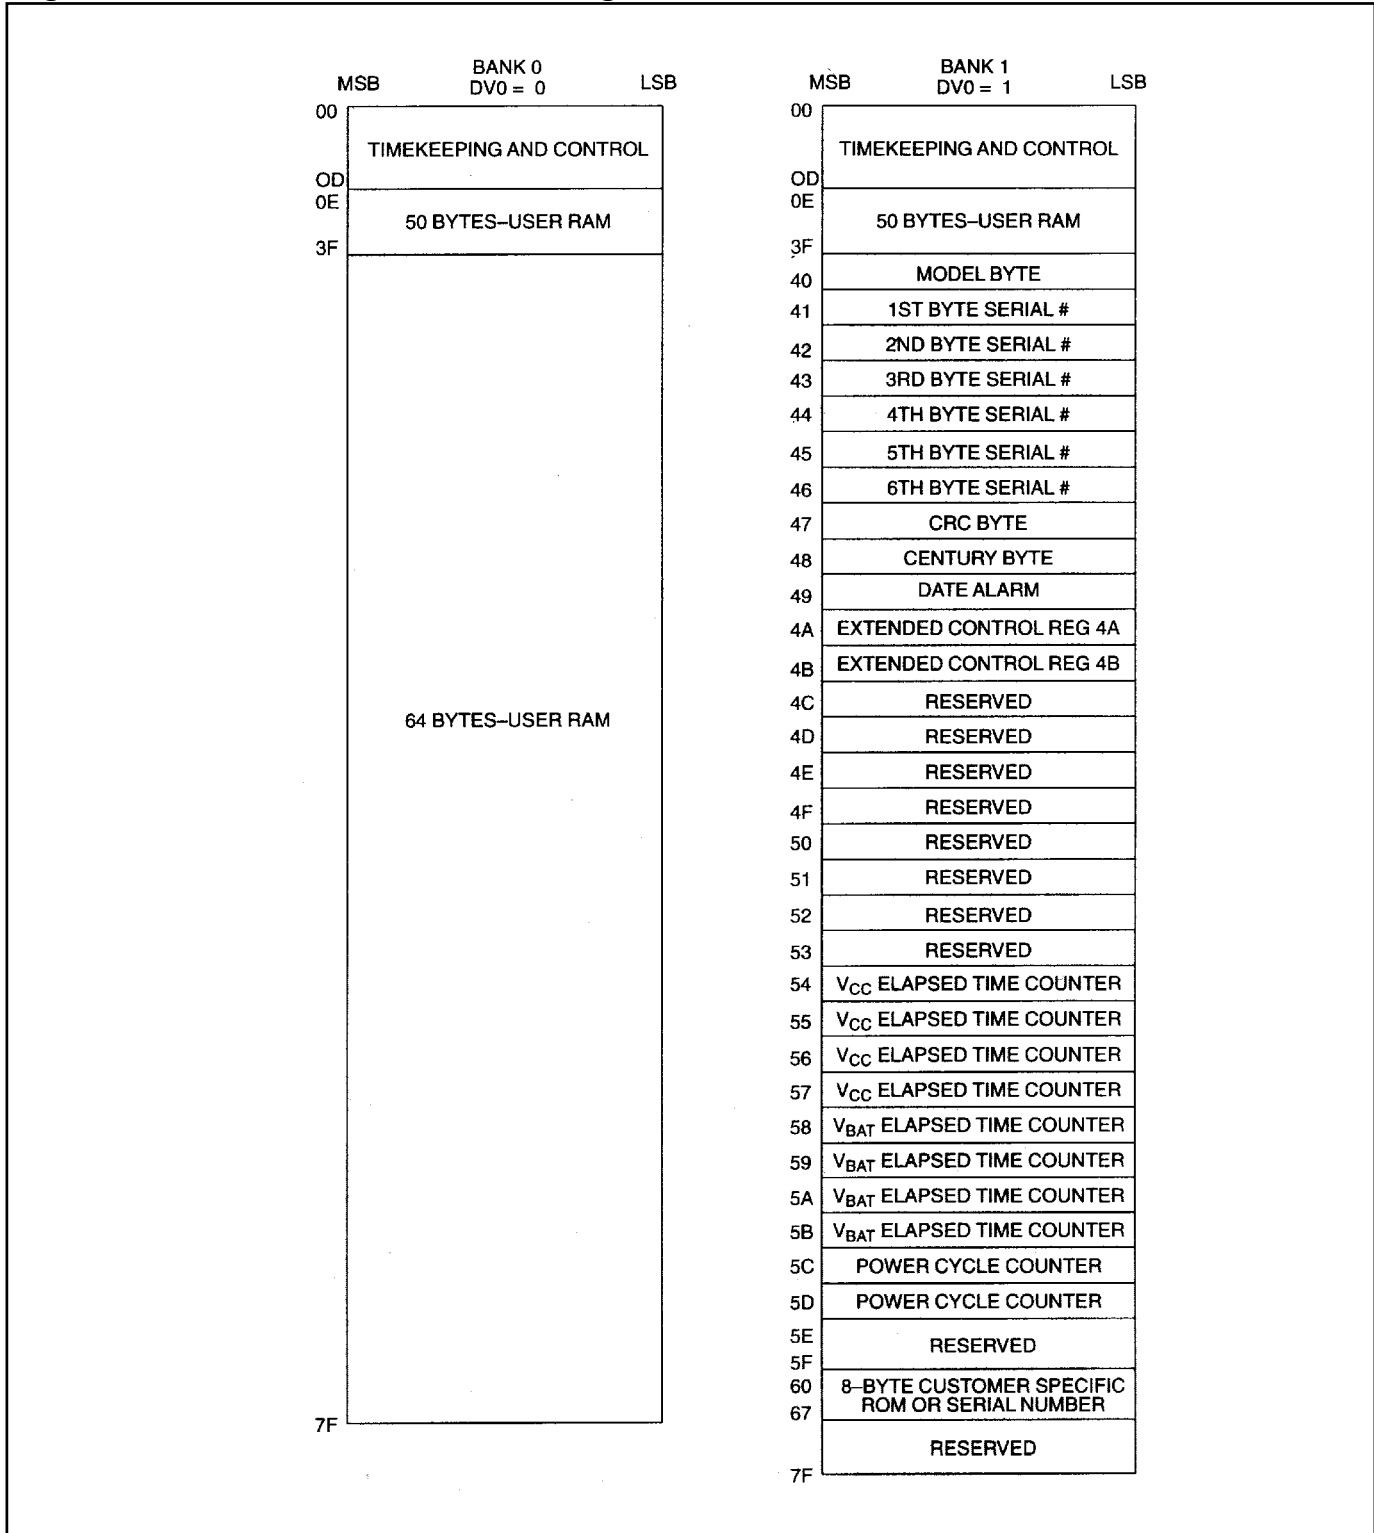 BANK 0
MSB DV0 = 0 LSB
00
TIMEKEEPING AND CONTROL
OD
0E
50 BYTES–USER RAM
3F
64 BYTES–USER RAM
7F
BANK 1
MSB DV0 = 1 LSB
00
TIMEKEEPING AND CONTROL
OD
0E
50 BYTES–USER RAM
3F
40 MODEL BYTE
41 1ST BYTE SERIAL #
42 2ND BYTE SERIAL #
43 3RD BYTE SERIAL #
44 4TH BYTE SERIAL #
45 5TH BYTE SERIAL #
46 6TH BYTE SERIAL #
47 CRC BYTE
48 CENTURY BYTE
49 DATE ALARM
4A EXTENDED CONTROL REG 4A
4B EXTENDED CONTROL REG 4B
4C RESERVED
4D RESERVED
4E RESERVED
4F RESERVED
50 RESERVED
51 RESERVED
52 RESERVED
53 RESERVED
54 VCC ELAPSED TIME COUNTER
55 VCC ELAPSED TIME COUNTER
56 VCC ELAPSED TIME COUNTER
57 VCC ELAPSED TIME COUNTER
58 VBAT ELAPSED TIME COUNTER
59 VBAT ELAPSED TIME COUNTER
5A VBAT ELAPSED TIME COUNTER
5B VBAT ELAPSED TIME COUNTER
5C POWER CYCLE COUNTER
5D POWER CYCLE COUNTER
5E
RESERVED
5F
60 8–BYTE CUSTOMER SPECIFIC
67 ROM OR SERIAL NUMBER
RESERVED
7F